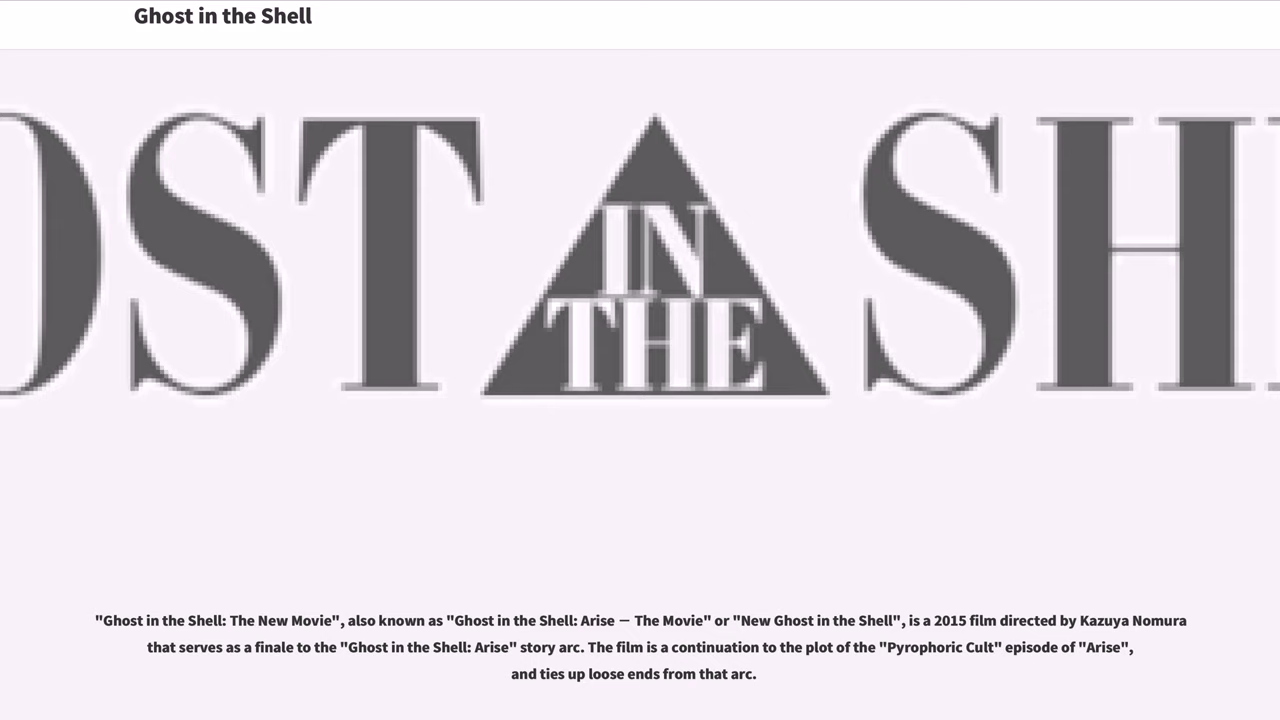 Ghost in the Shell
OST IN THE SH
"Ghost in the Shell: The New Movie", also known as "Ghost in the Shell: Arise — The Movie" or "New Ghost in the Shell", is a 2015 film directed by Kazuya Nomura
that serves as a finale to the "Ghost in the Shell: Arise" story arc. The film is a continuation to the plot of the "Pyrophoric Cult" episode of "Arise",
and ties up loose ends from that arc.